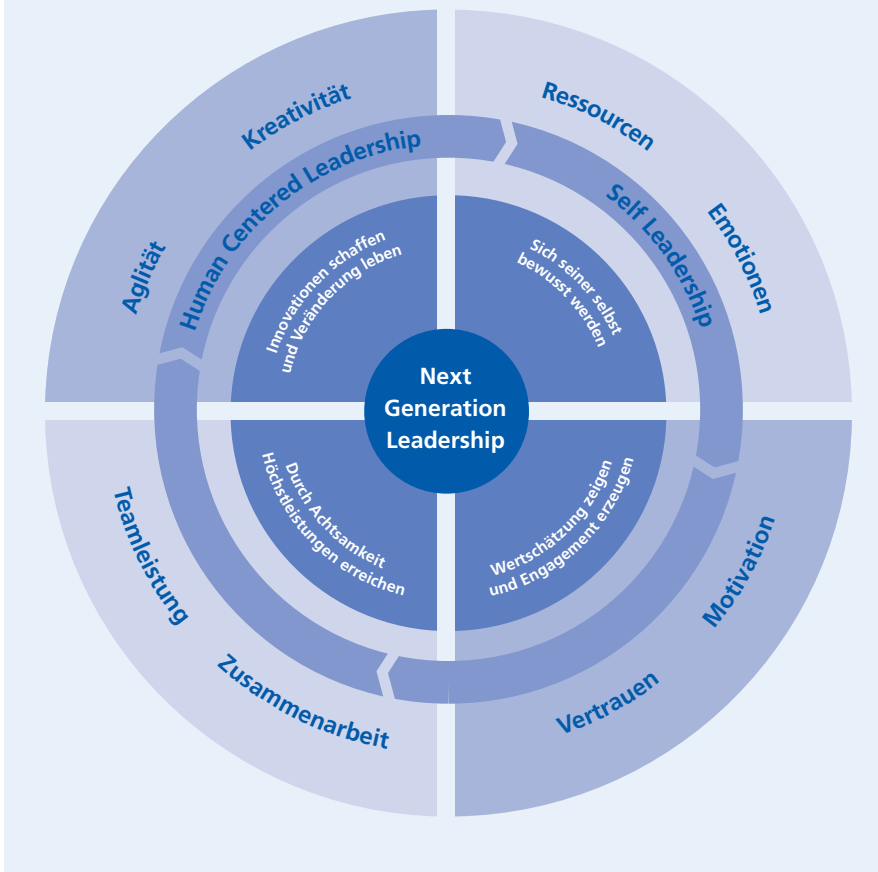 Kreativität
Aglität
Human Centered Leadership
Innovationen schaffen
und Veränderung leben
Ressourcen
Emotionen
Self Leadership
Sich seiner selbst
bewusst werden
Next
Generation
Leadership
Wertschätzung zeigen
und Engagement erzeugen
Motivation
Vertrauen
Durch Achtsamkeit
Höchstleistungen erreichen
Teamleistung
Zusammenarbeit